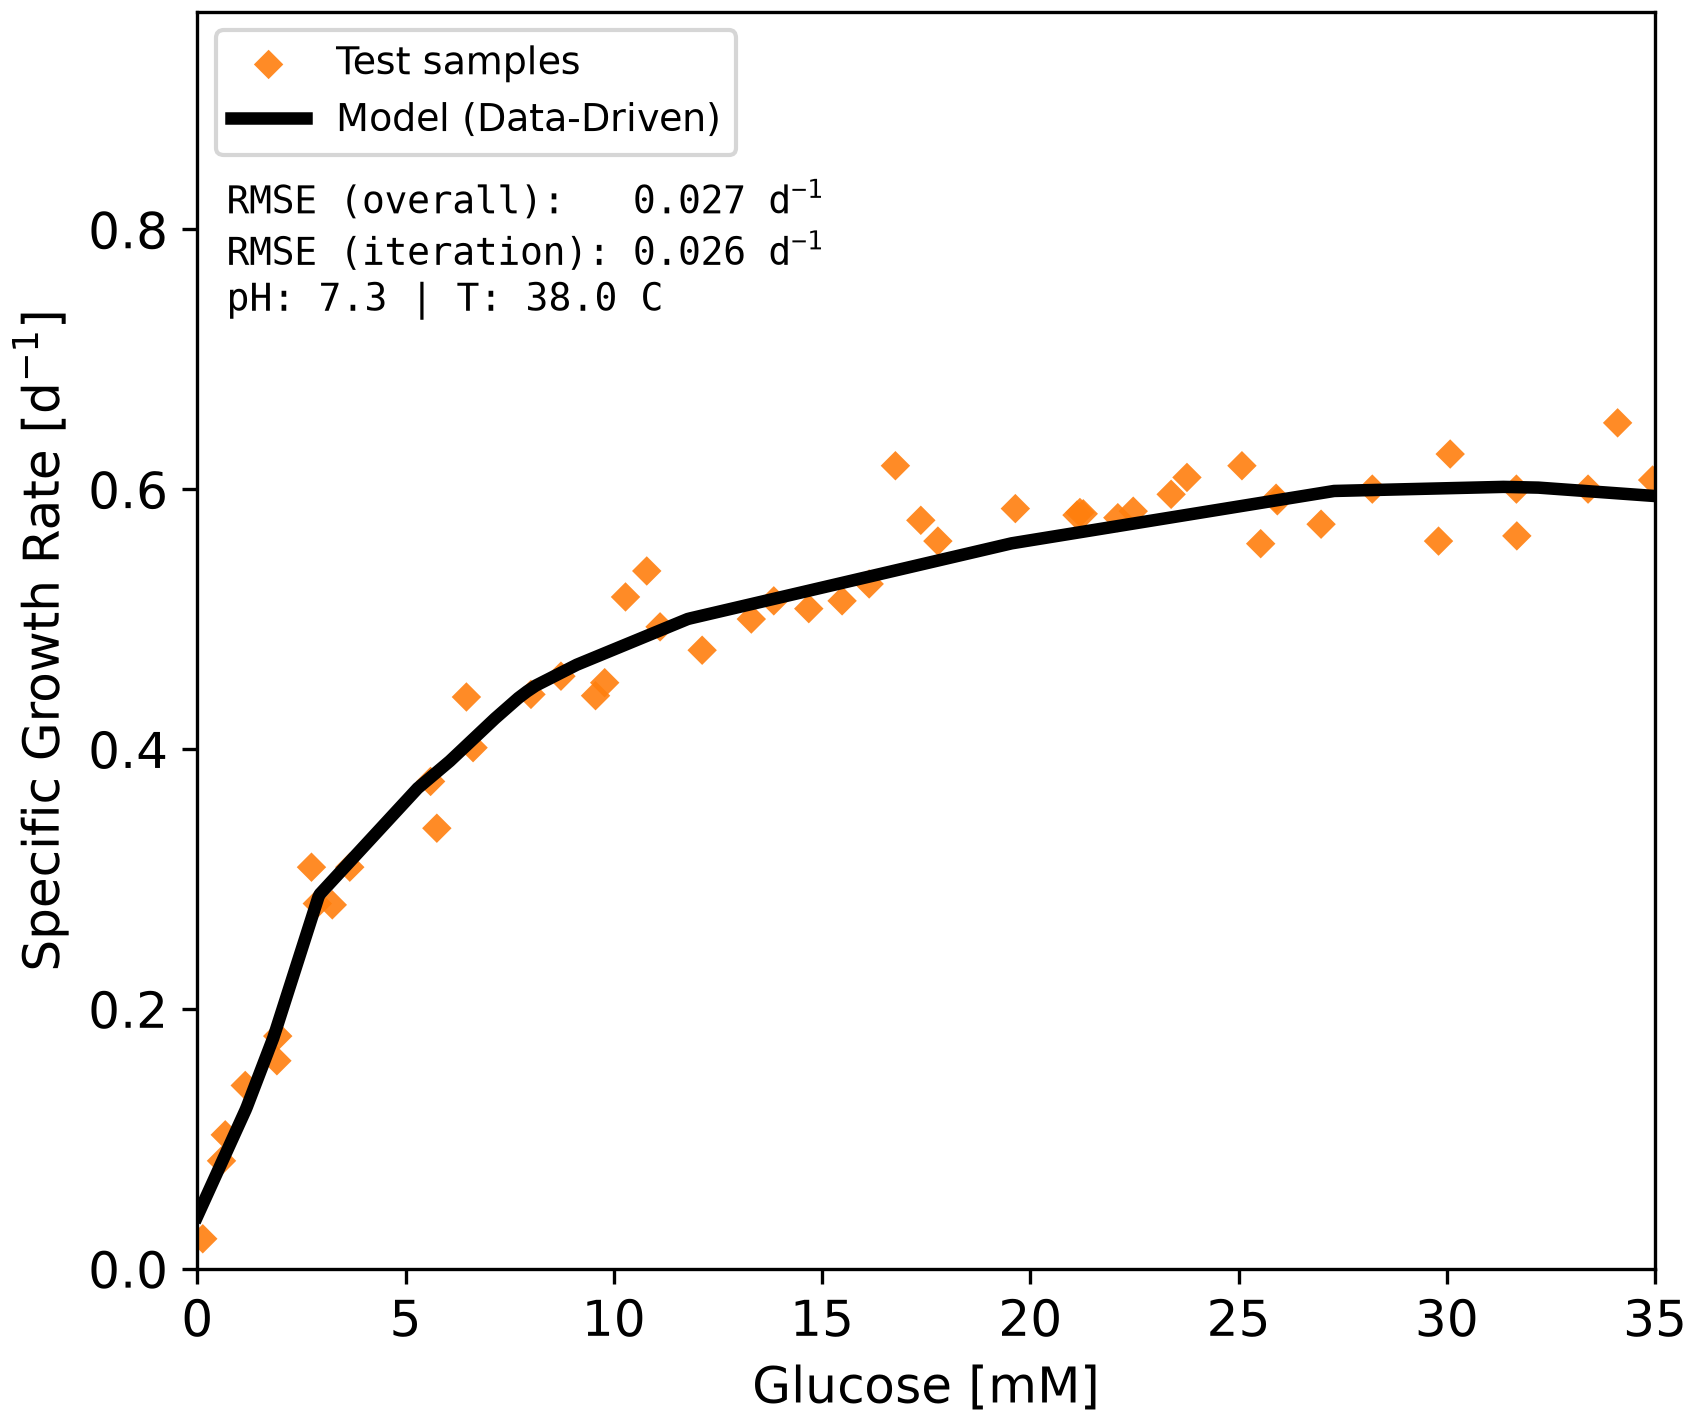 Test samples
Model (Data-Driven)
RMSE (overall): 0.027 d⁻¹
RMSE (iteration): 0.026 d⁻¹
pH: 7.3 | T: 38.0 C
Specific Growth Rate [d⁻¹]
0.8
0.6
0.4
0.2
0.0
0 5 10 15 20 25 30 35
Glucose [mM]